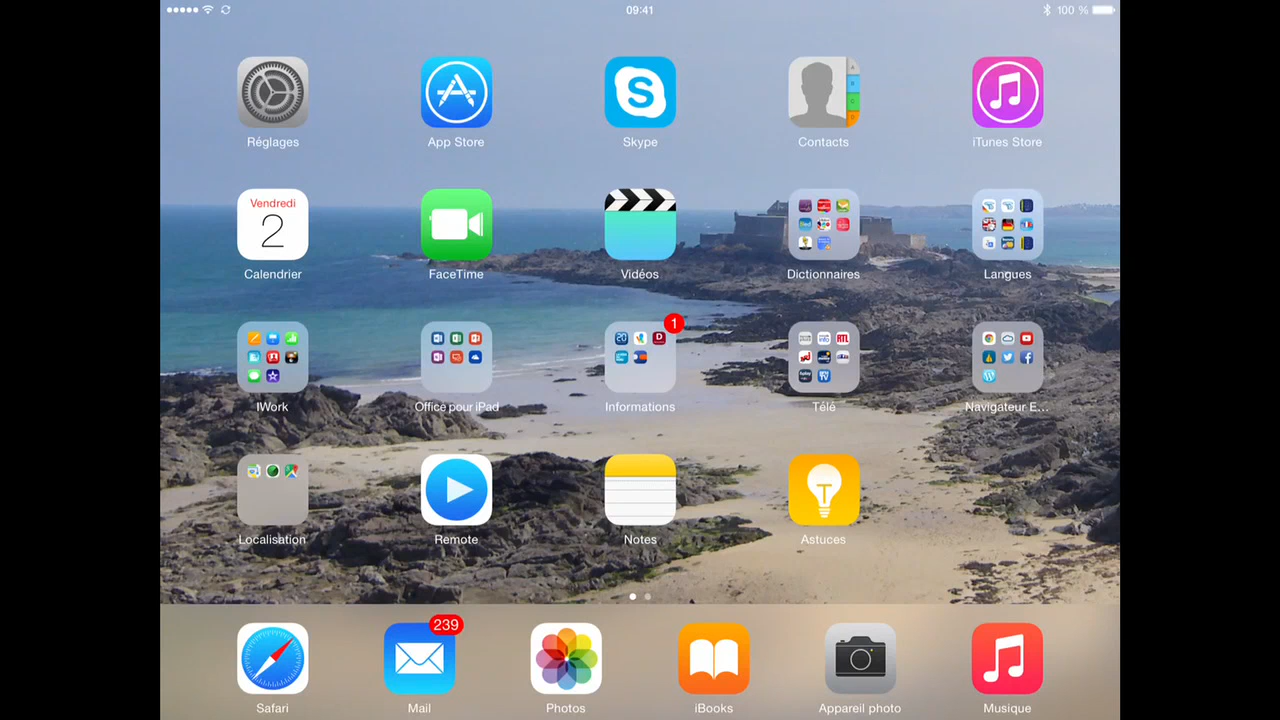 09:41
100 %
Réglages
App Store
Skype
Contacts
iTunes Store
Vendredi
2
Calendrier
FaceTime
Vidéos
Dictionnaires
Langues
1
IWork
Office pour iPad
Informations
Télé
Navigateur E...
Localisation
Remote
Notes
Astuces
239
Safari
Mail
Photos
iBooks
Appareil photo
Musique